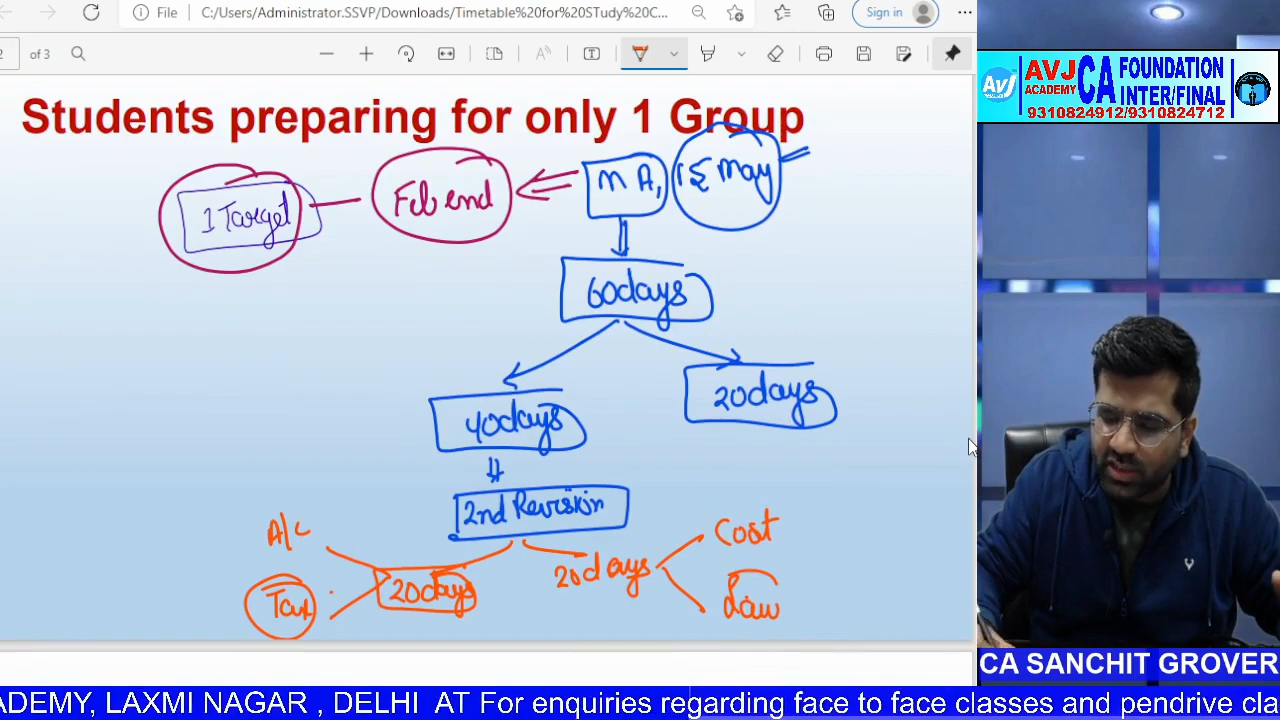 File
C:/Users/Administrator.SSVP/Downloads/Timetable%20for%20STudy%20C...
Sign in
2 of 3
Students preparing for only 1 Group
1 Target
Feb end
15 May
60days
40days
20days
2nd Revision
A/c
Tax
20days
20days
Cost
Law
AVJ
ACADEMY
CA FOUNDATION
INTER/FINAL
9310824912/9310824712
AVJ
CA SANCHIT GROVER
ADEMY, LAXMI NAGAR , DELHI AT For enquiries regarding face to face classes and pendrive cla